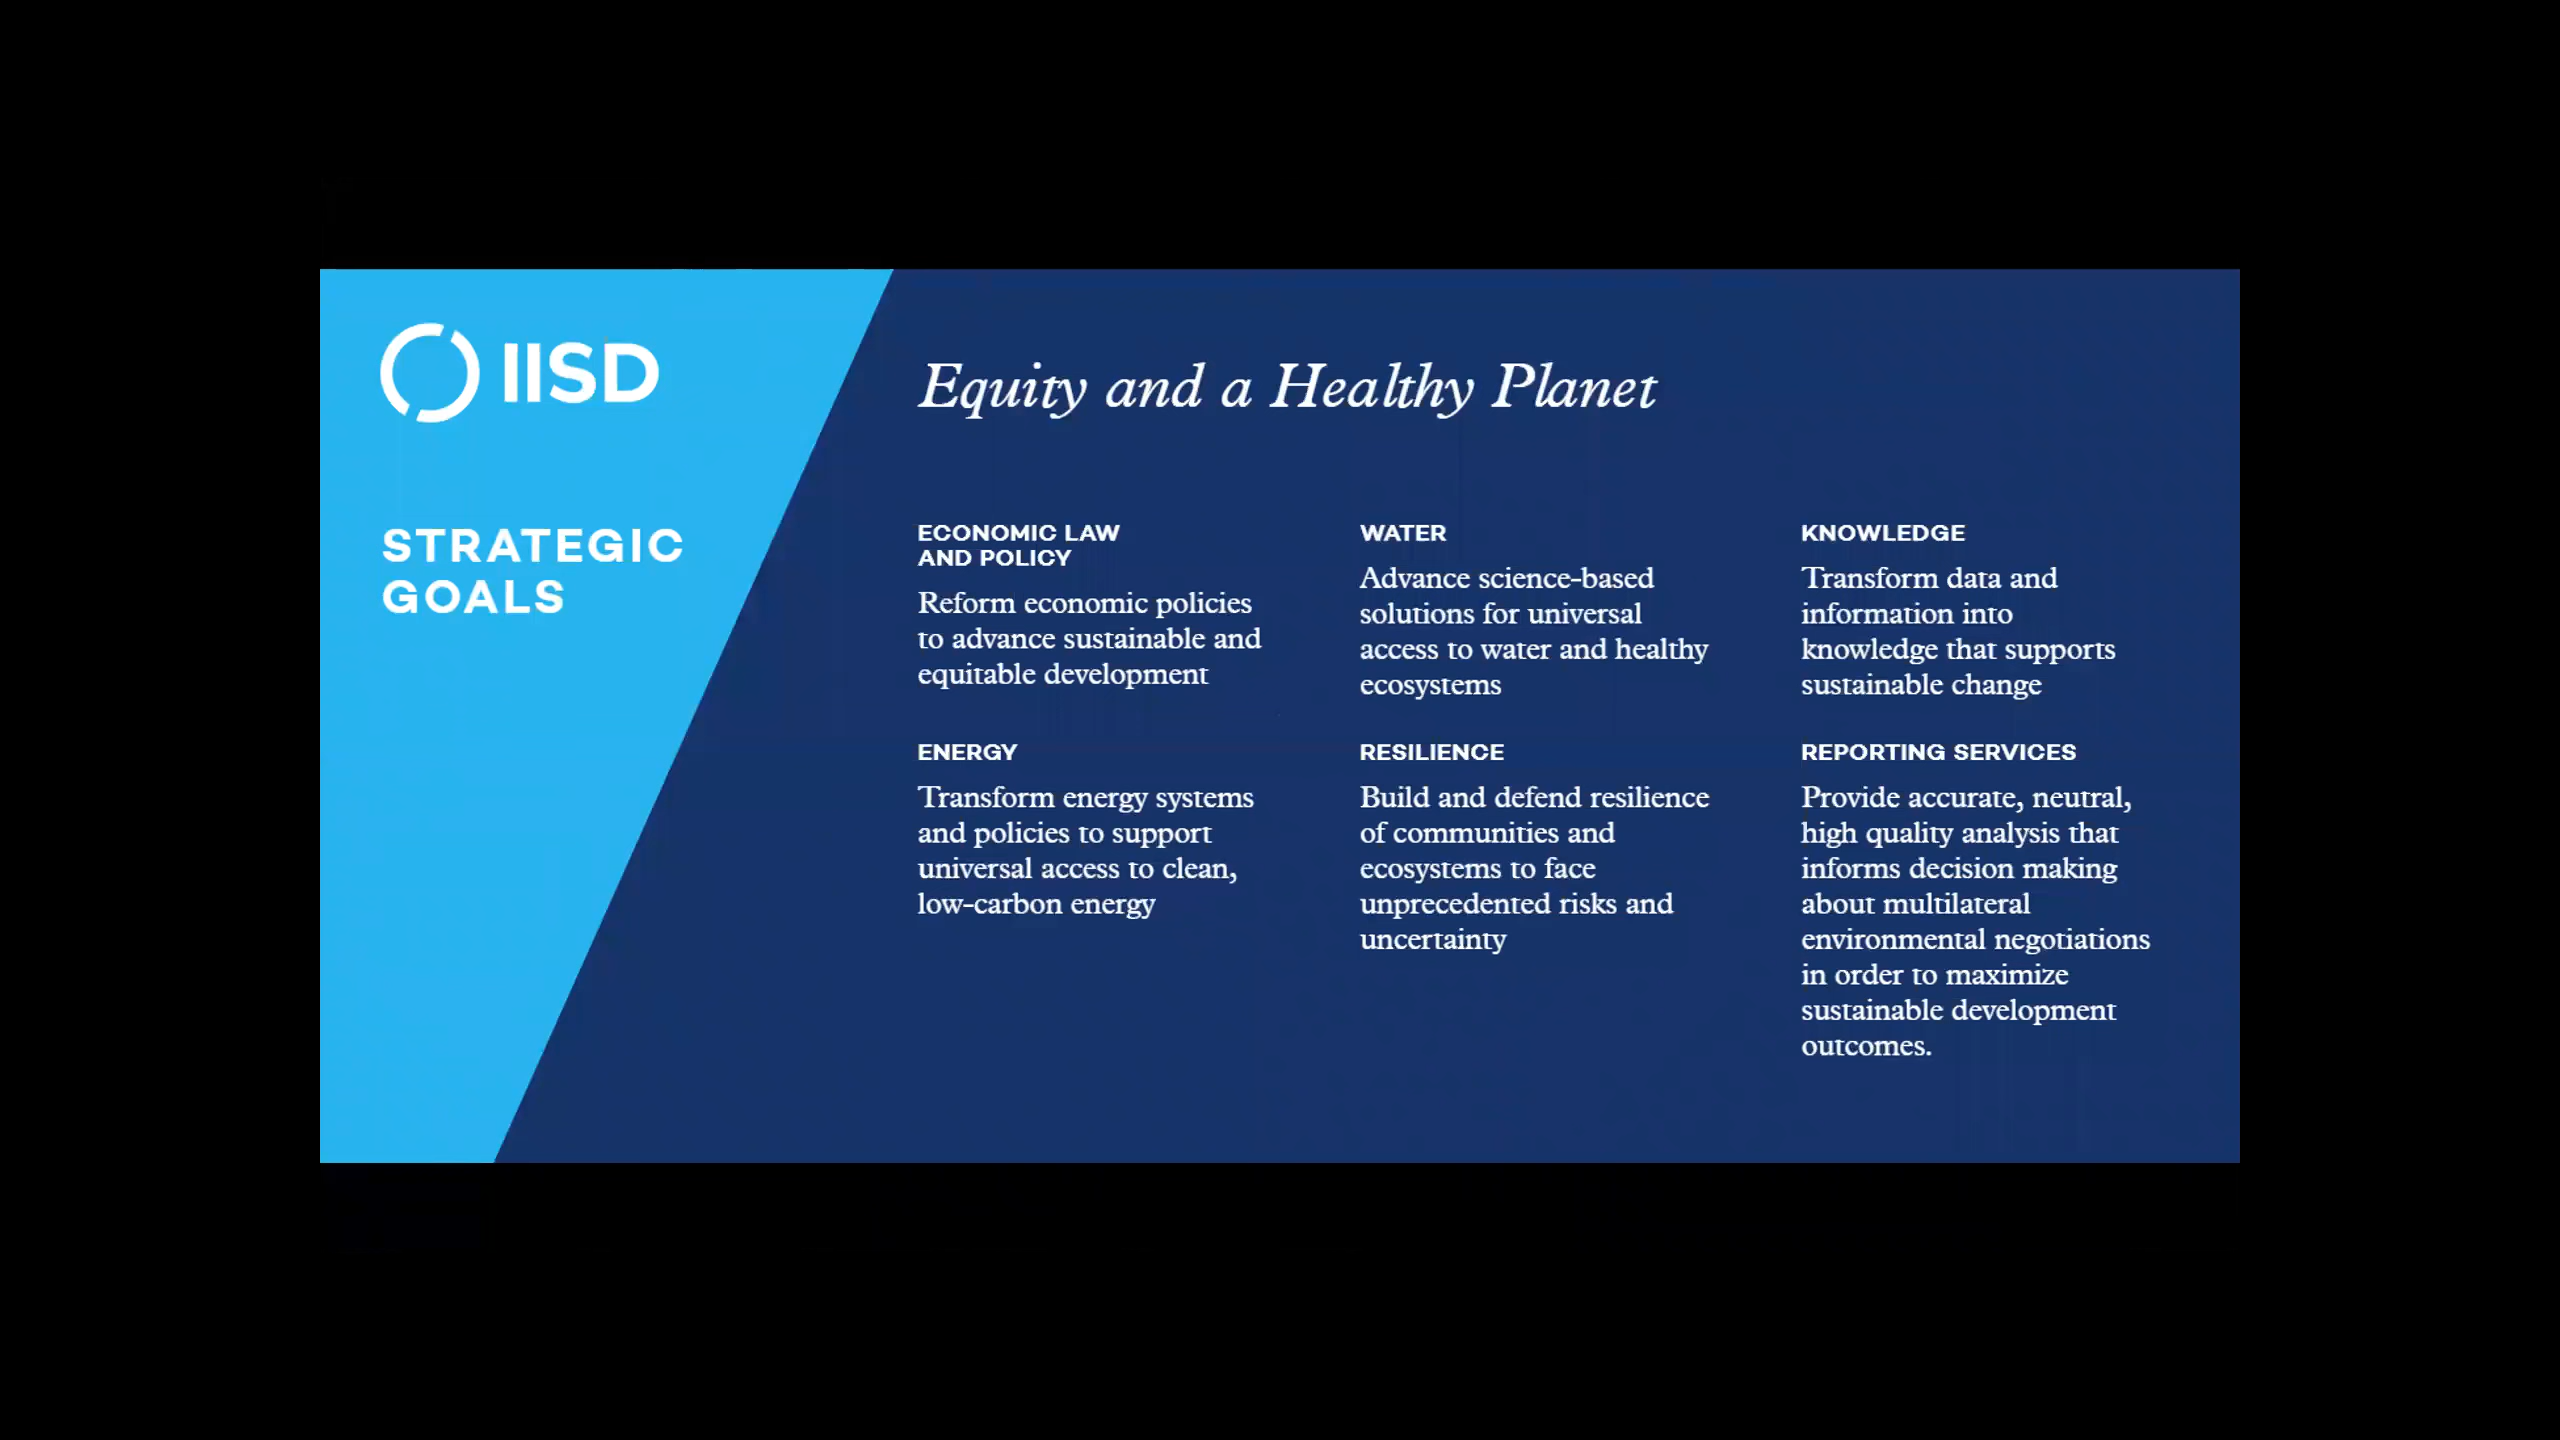 IISD
STRATEGIC
GOALS
Equity and a Healthy Planet
ECONOMIC LAW
AND POLICY
Reform economic policies
to advance sustainable and
equitable development
WATER
Advance science-based
solutions for universal
access to water and healthy
ecosystems
KNOWLEDGE
Transform data and
information into
knowledge that supports
sustainable change
ENERGY
Transform energy systems
and policies to support
universal access to clean,
low-carbon energy
RESILIENCE
Build and defend resilience
of communities and
ecosystems to face
unprecedented risks and
uncertainty
REPORTING SERVICES
Provide accurate, neutral,
high quality analysis that
informs decision making
about multilateral
environmental negotiations
in order to maximize
sustainable development
outcomes.